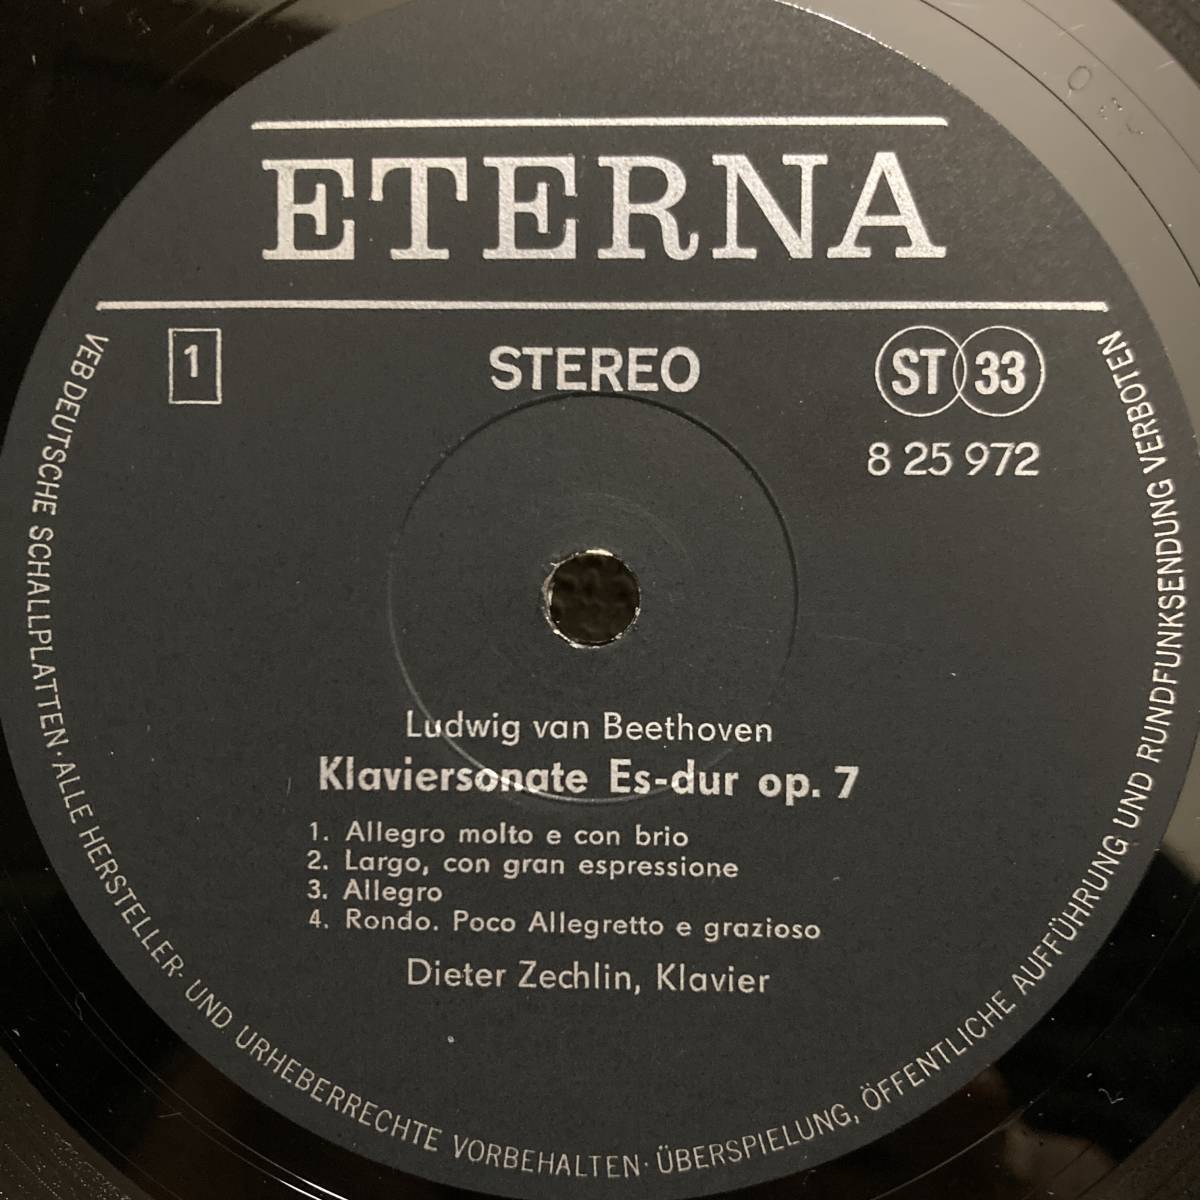 ETERNA
1
STEREO
ST 33
8 25 972
Ludwig van Beethoven
Klaviersonate Es-dur op. 7
1. Allegro molto e con brio
2. Largo, con gran espressione
3. Allegro
4. Rondo. Poco Allegretto e grazioso
Dieter Zechlin, Klavier
VEB DEUTSCHE SCHALLPLATTEN · ALLE HERSTELLER- UND URHEBERRECHTE VORBEHALTEN · ÜBERSPIELUNG, ÖFFENTLICHE AUFFÜHRUNG UND RUNDFUNKSENDUNG VERBOTEN